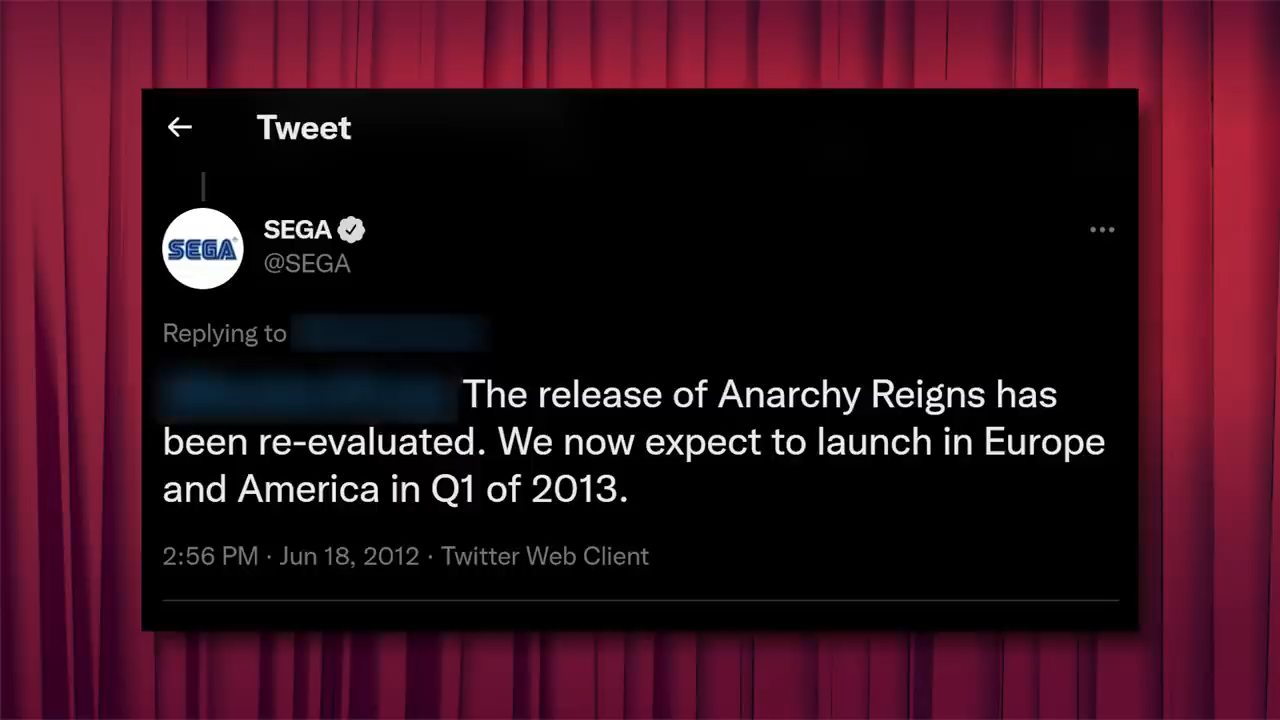 Tweet
SEGA
SEGA
@SEGA
Replying to
The release of Anarchy Reigns has
been re-evaluated. We now expect to launch in Europe
and America in Q1 of 2013.
2:56 PM · Jun 18, 2012 · Twitter Web Client